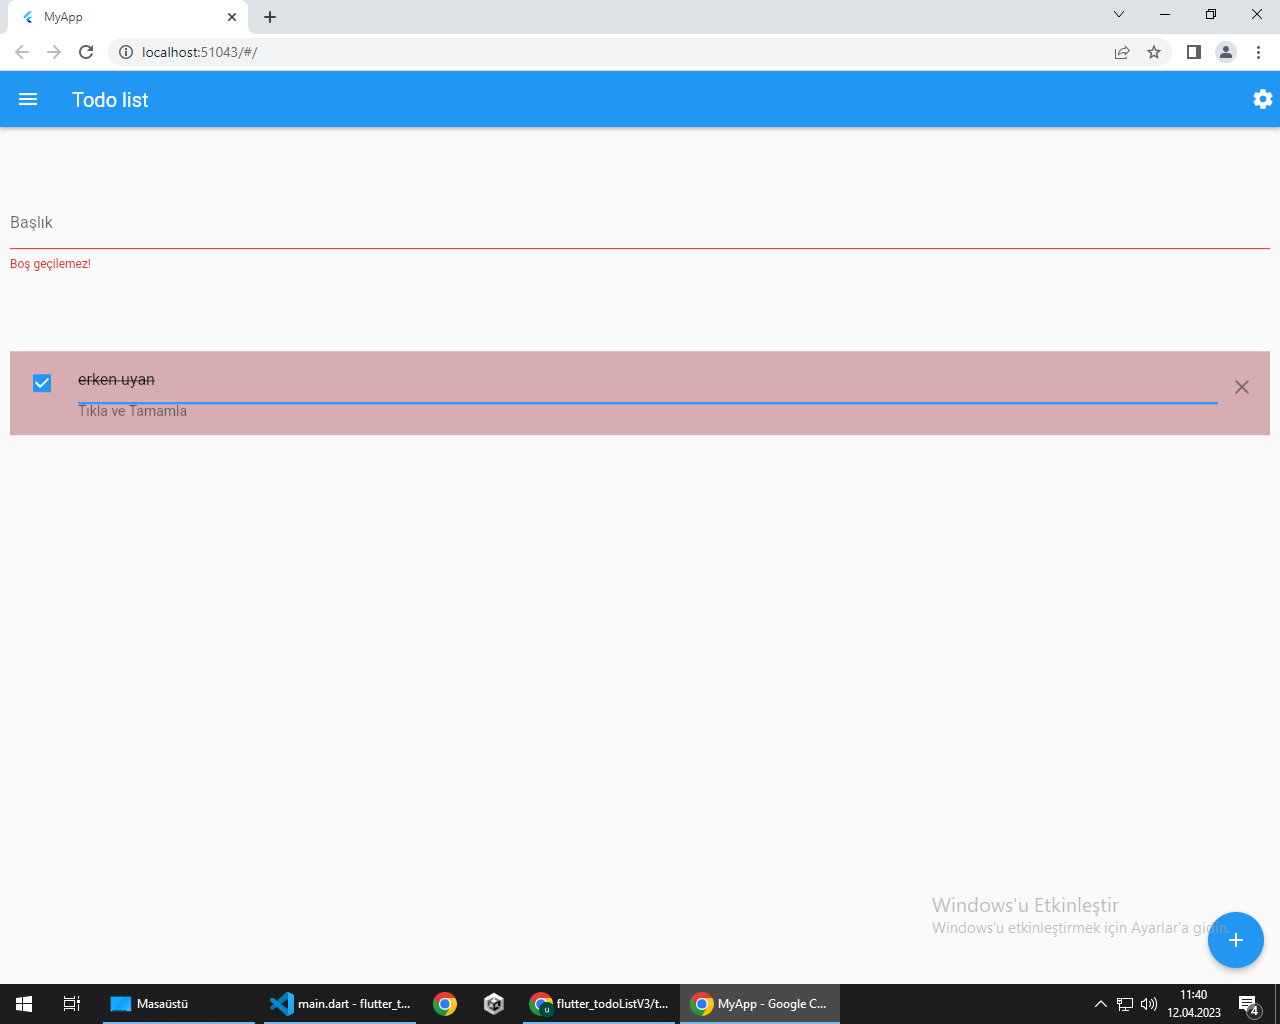 MyApp
localhost:51043/#/
Todo list
Başlık
Boş geçilemez!
erken uyan
Tıkla ve Tamamla
Windows'u Etkinleştir
Windows'u etkinleştirmek için Ayarlar'a gidin.
Masaüstü
main.dart - flutter_t...
u
flutter_todoListV3/t...
MyApp - Google C...
11:40
12.04.2023
4